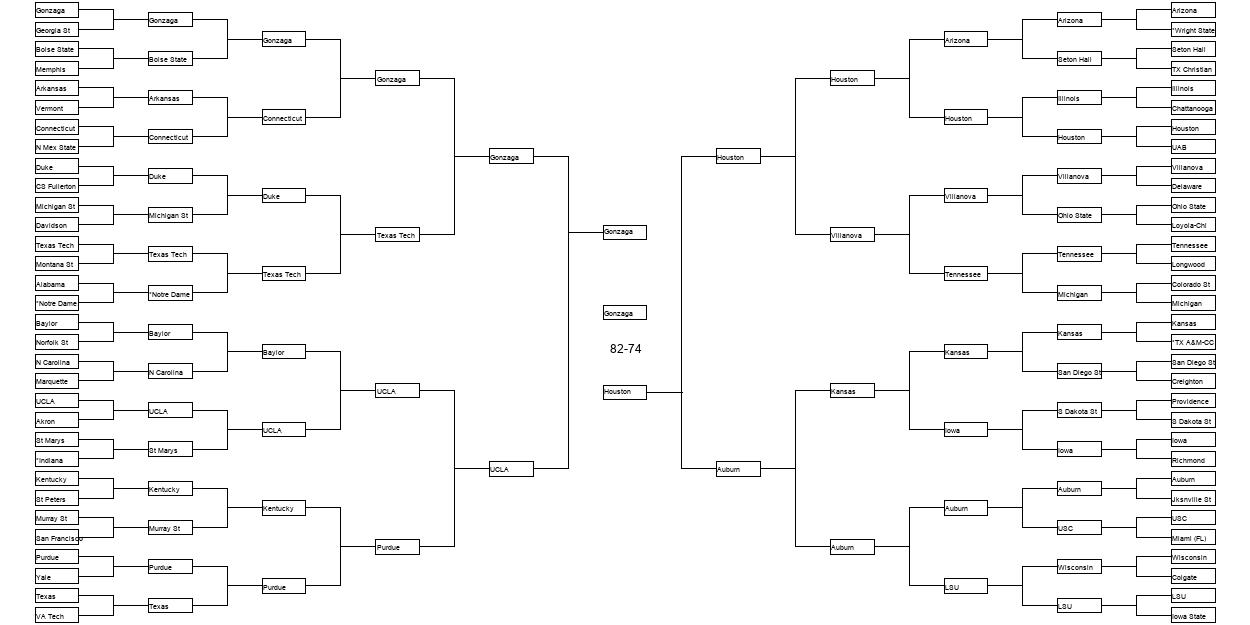 Gonzaga
Georgia St
Boise State
Memphis
Arkansas
Vermont
Connecticut
N Mex State
Duke
CS Fullerton
Michigan St
Davidson
Texas Tech
Montana St
Alabama
*Notre Dame
Baylor
Norfolk St
N Carolina
Marquette
UCLA
Akron
St Marys
*Indiana
Kentucky
St Peters
Murray St
San Francisco
Purdue
Yale
Texas
VA Tech
Gonzaga
Boise State
Arkansas
Connecticut
Duke
Michigan St
Texas Tech
*Notre Dame
Baylor
N Carolina
UCLA
St Marys
Kentucky
Murray St
Purdue
Texas
Gonzaga
Connecticut
Duke
Texas Tech
Baylor
UCLA
Kentucky
Purdue
Gonzaga
Texas Tech
UCLA
Purdue
Gonzaga
UCLA
Gonzaga
Gonzaga
82-74
Houston
Houston
Auburn
Houston
Villanova
Kansas
Auburn
Arizona
Houston
Villanova
Tennessee
Kansas
Iowa
Auburn
LSU
Arizona
Seton Hall
Illinois
Houston
Villanova
Ohio State
Tennessee
Michigan
Kansas
San Diego St
S Dakota St
Iowa
Auburn
USC
Wisconsin
LSU
Arizona
*Wright State
Seton Hall
TX Christian
Illinois
Chattanooga
Houston
UAB
Villanova
Delaware
Ohio State
Loyola-Chi
Tennessee
Longwood
Colorado St
Michigan
Kansas
*TX A&M-CC
San Diego St
Creighton
Providence
S Dakota St
Iowa
Richmond
Auburn
Jksnville St
USC
Miami (FL)
Wisconsin
Colgate
LSU
Iowa State